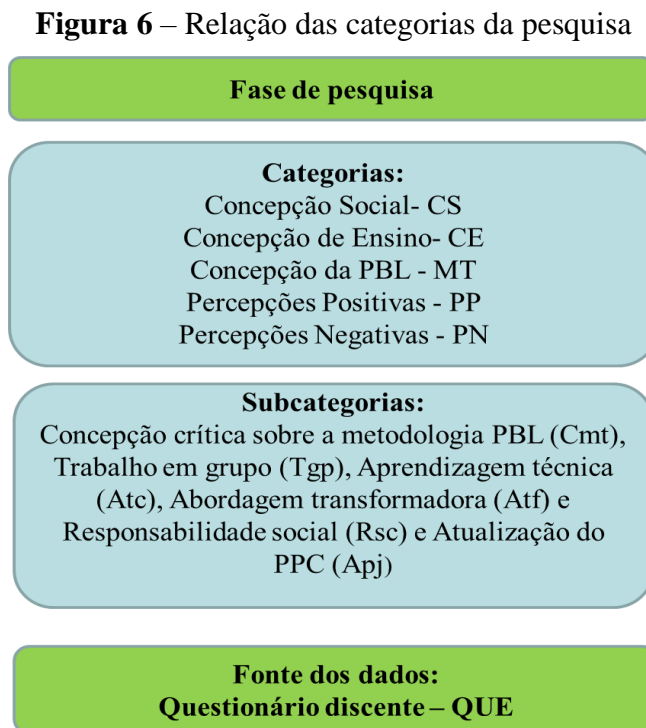 Figura 6 – Relação das categorias da pesquisa
Fase de pesquisa
Categorias:
Concepção Social- CS
Concepção de Ensino- CE
Concepção da PBL - MT
Percepções Positivas - PP
Percepções Negativas - PN
Subcategorias:
Concepção crítica sobre a metodologia PBL (Cmt),
Trabalho em grupo (Tgp), Aprendizagem técnica
(Atc), Abordagem transformadora (Atf) e
Responsabilidade social (Rsc) e Atualização do
PPC (Apj)
Fonte dos dados:
Questionário discente – QUE